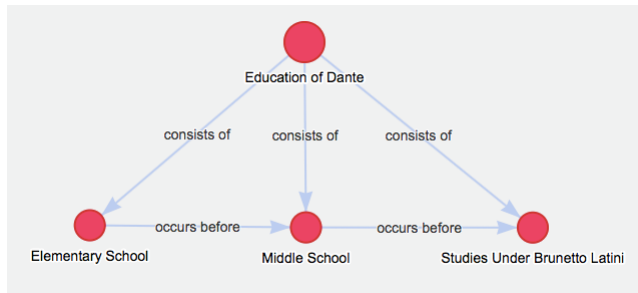 Education of Dante
consists of
consists of
consists of
occurs before
occurs before
Elementary School
Middle School
Studies Under Brunetto Latini